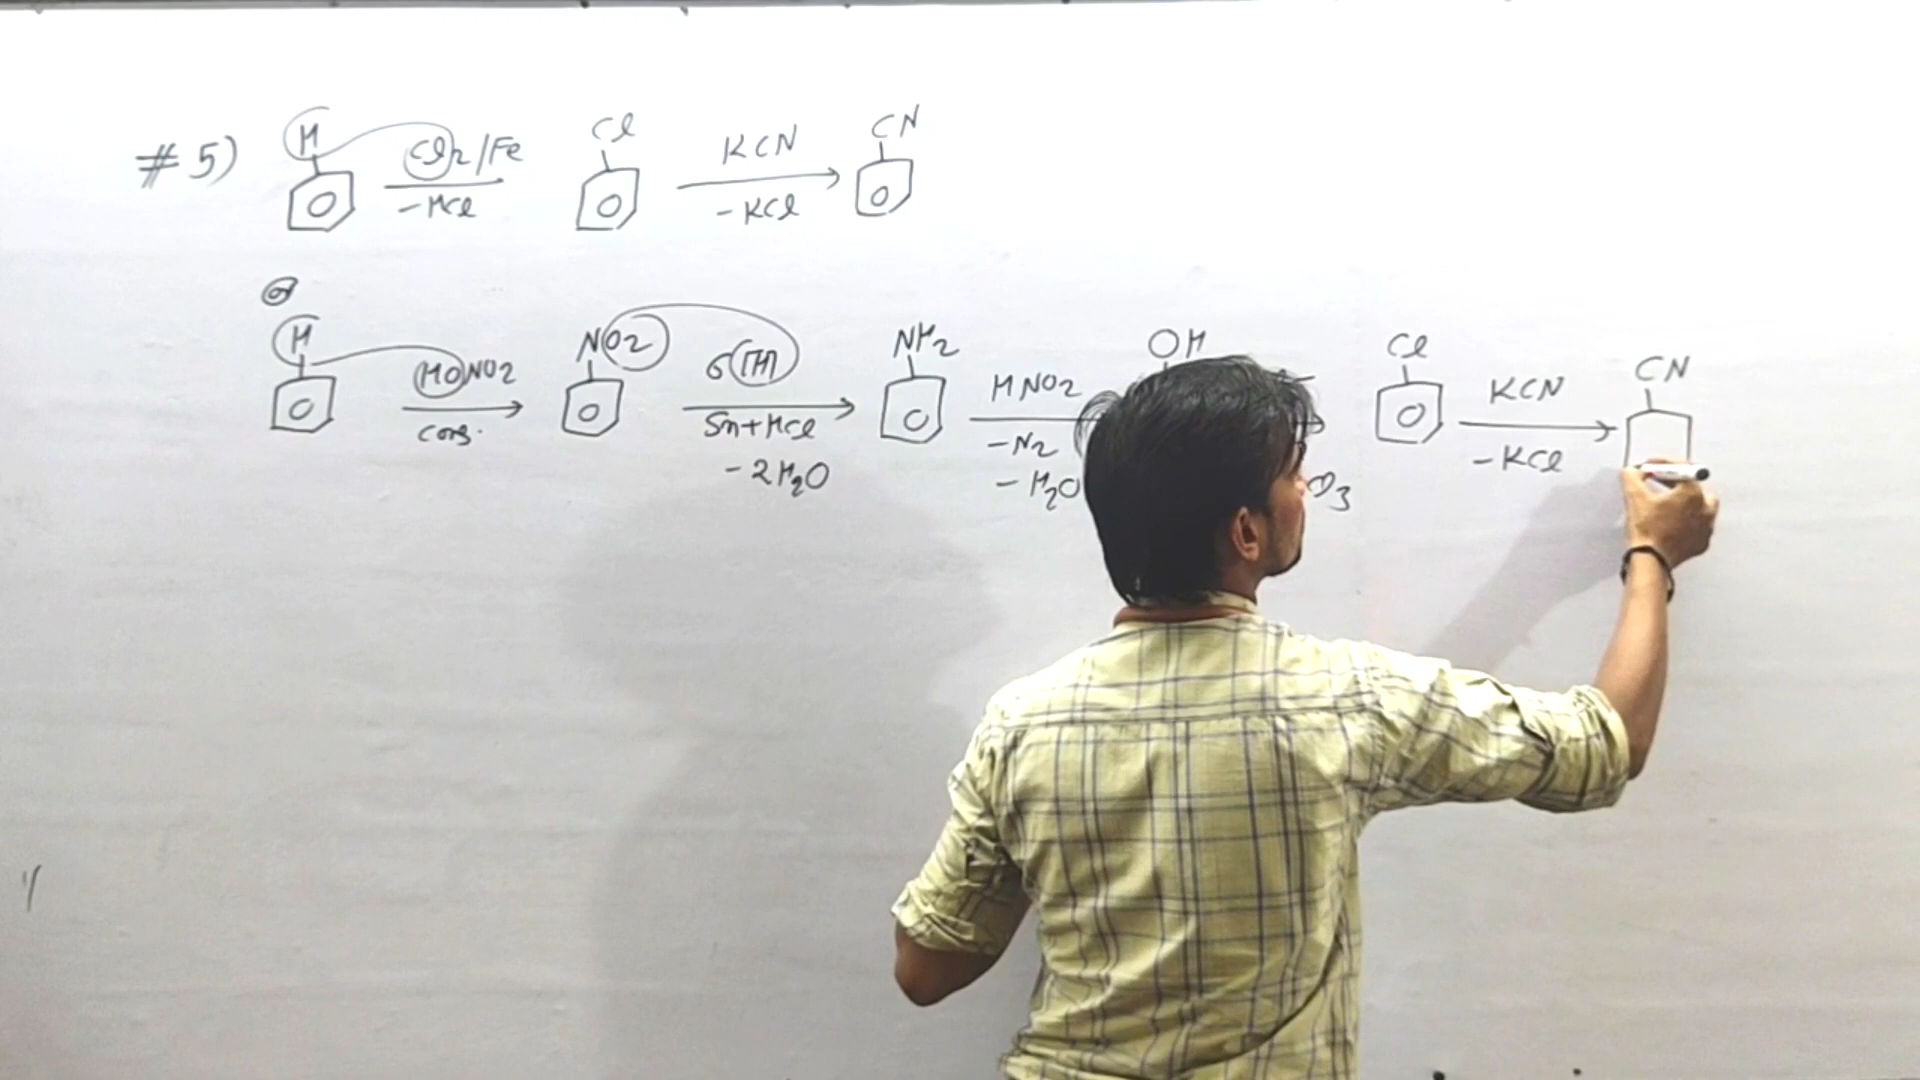 #5) H Cl2/Fe -HCl Cl KCN -KCl CN
or
H HONO2 conc. NO2 6[H] Sn+HCl -2H2O NH2 HNO2 -N2 -H2O OH Cl KCN -KCl CN